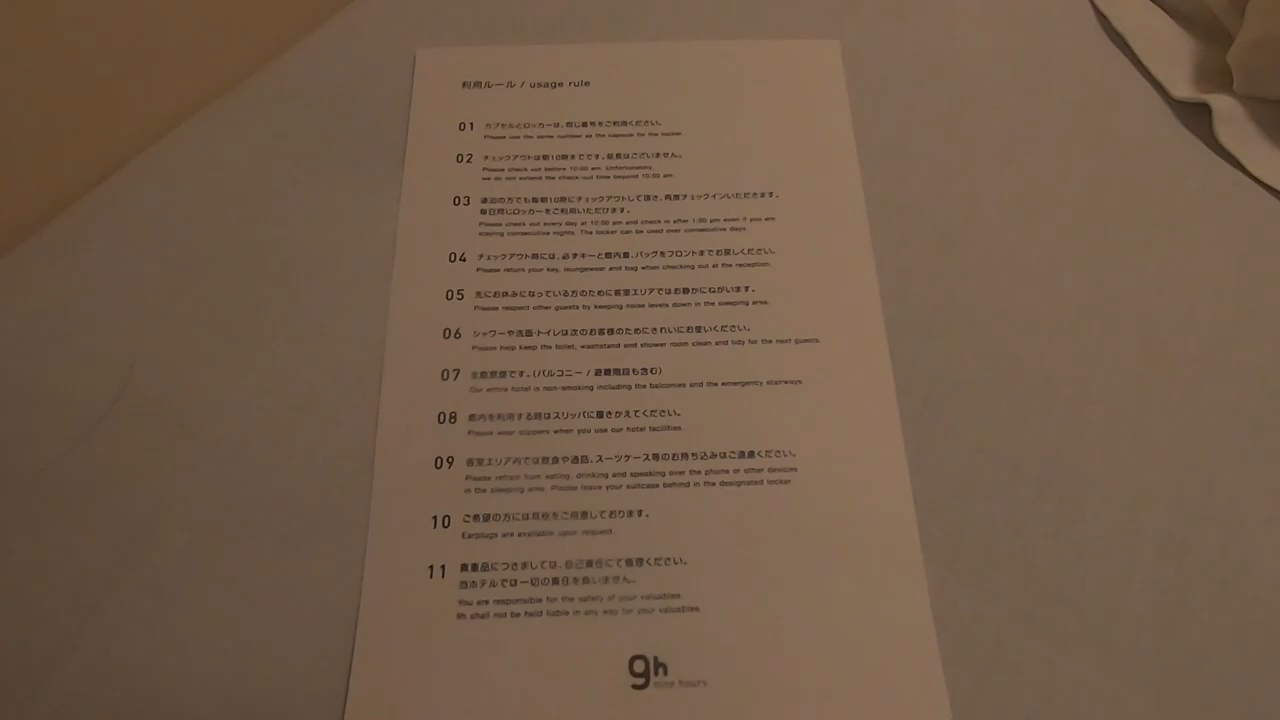 利用ルール / usage rule
01 カプセルとロッカーは、同じ番号をご利用ください。
Please use the same number as the capsule for the locker.
02 チェックアウトは朝10時までです。延長はございません。
Please check out before 10:00 am. Unfortunately,
we do not extend the check-out time beyond 10:00 am.
03 連泊の方でも毎朝10時にチェックアウトして頂き、再度チェックインいただきます。
毎日同じロッカーをご利用いただけます。
Please check out every day at 10:00 am and check in after 1:00 pm even if you are
staying consecutive nights. The locker can be used over consecutive days.
04 チェックアウト時には、必ずキーと館内着、バッグをフロントまでお戻しください。
Please return your key, loungewear and bag when checking out at the reception.
05 先にお休みになっている方のために客室エリアではお静かにねがいます。
Please respect other guests by keeping noise levels down in the sleeping area.
06 シャワーや洗面・トイレは次のお客様のためにきれいにお使いください。
Please help keep the toilet, washstand and shower room clean and tidy for the next guests.
07 全館禁煙です。(バルコニー / 避難階段も含む)
Our entire hotel is non-smoking including the balconies and the emergency stairways.
08 館内を利用する時はスリッパに履きかえてください。
Please wear slippers when you use our hotel facilities.
09 客室エリア内では飲食や通話、スーツケース等のお持ち込みはご遠慮ください。
Please refrain from eating, drinking and speaking over the phone or other devices
in the sleeping area. Please leave your suitcase behind in the designated locker.
10 ご希望の方には耳栓をご用意しております。
Earplugs are available upon request.
11 貴重品につきましては、自己責任にて管理ください。
当ホテルでは一切の責任を負いません。
You are responsible for the safety of your valuables.
9h shall not be held liable in any way for your valuables.
9h
nine hours